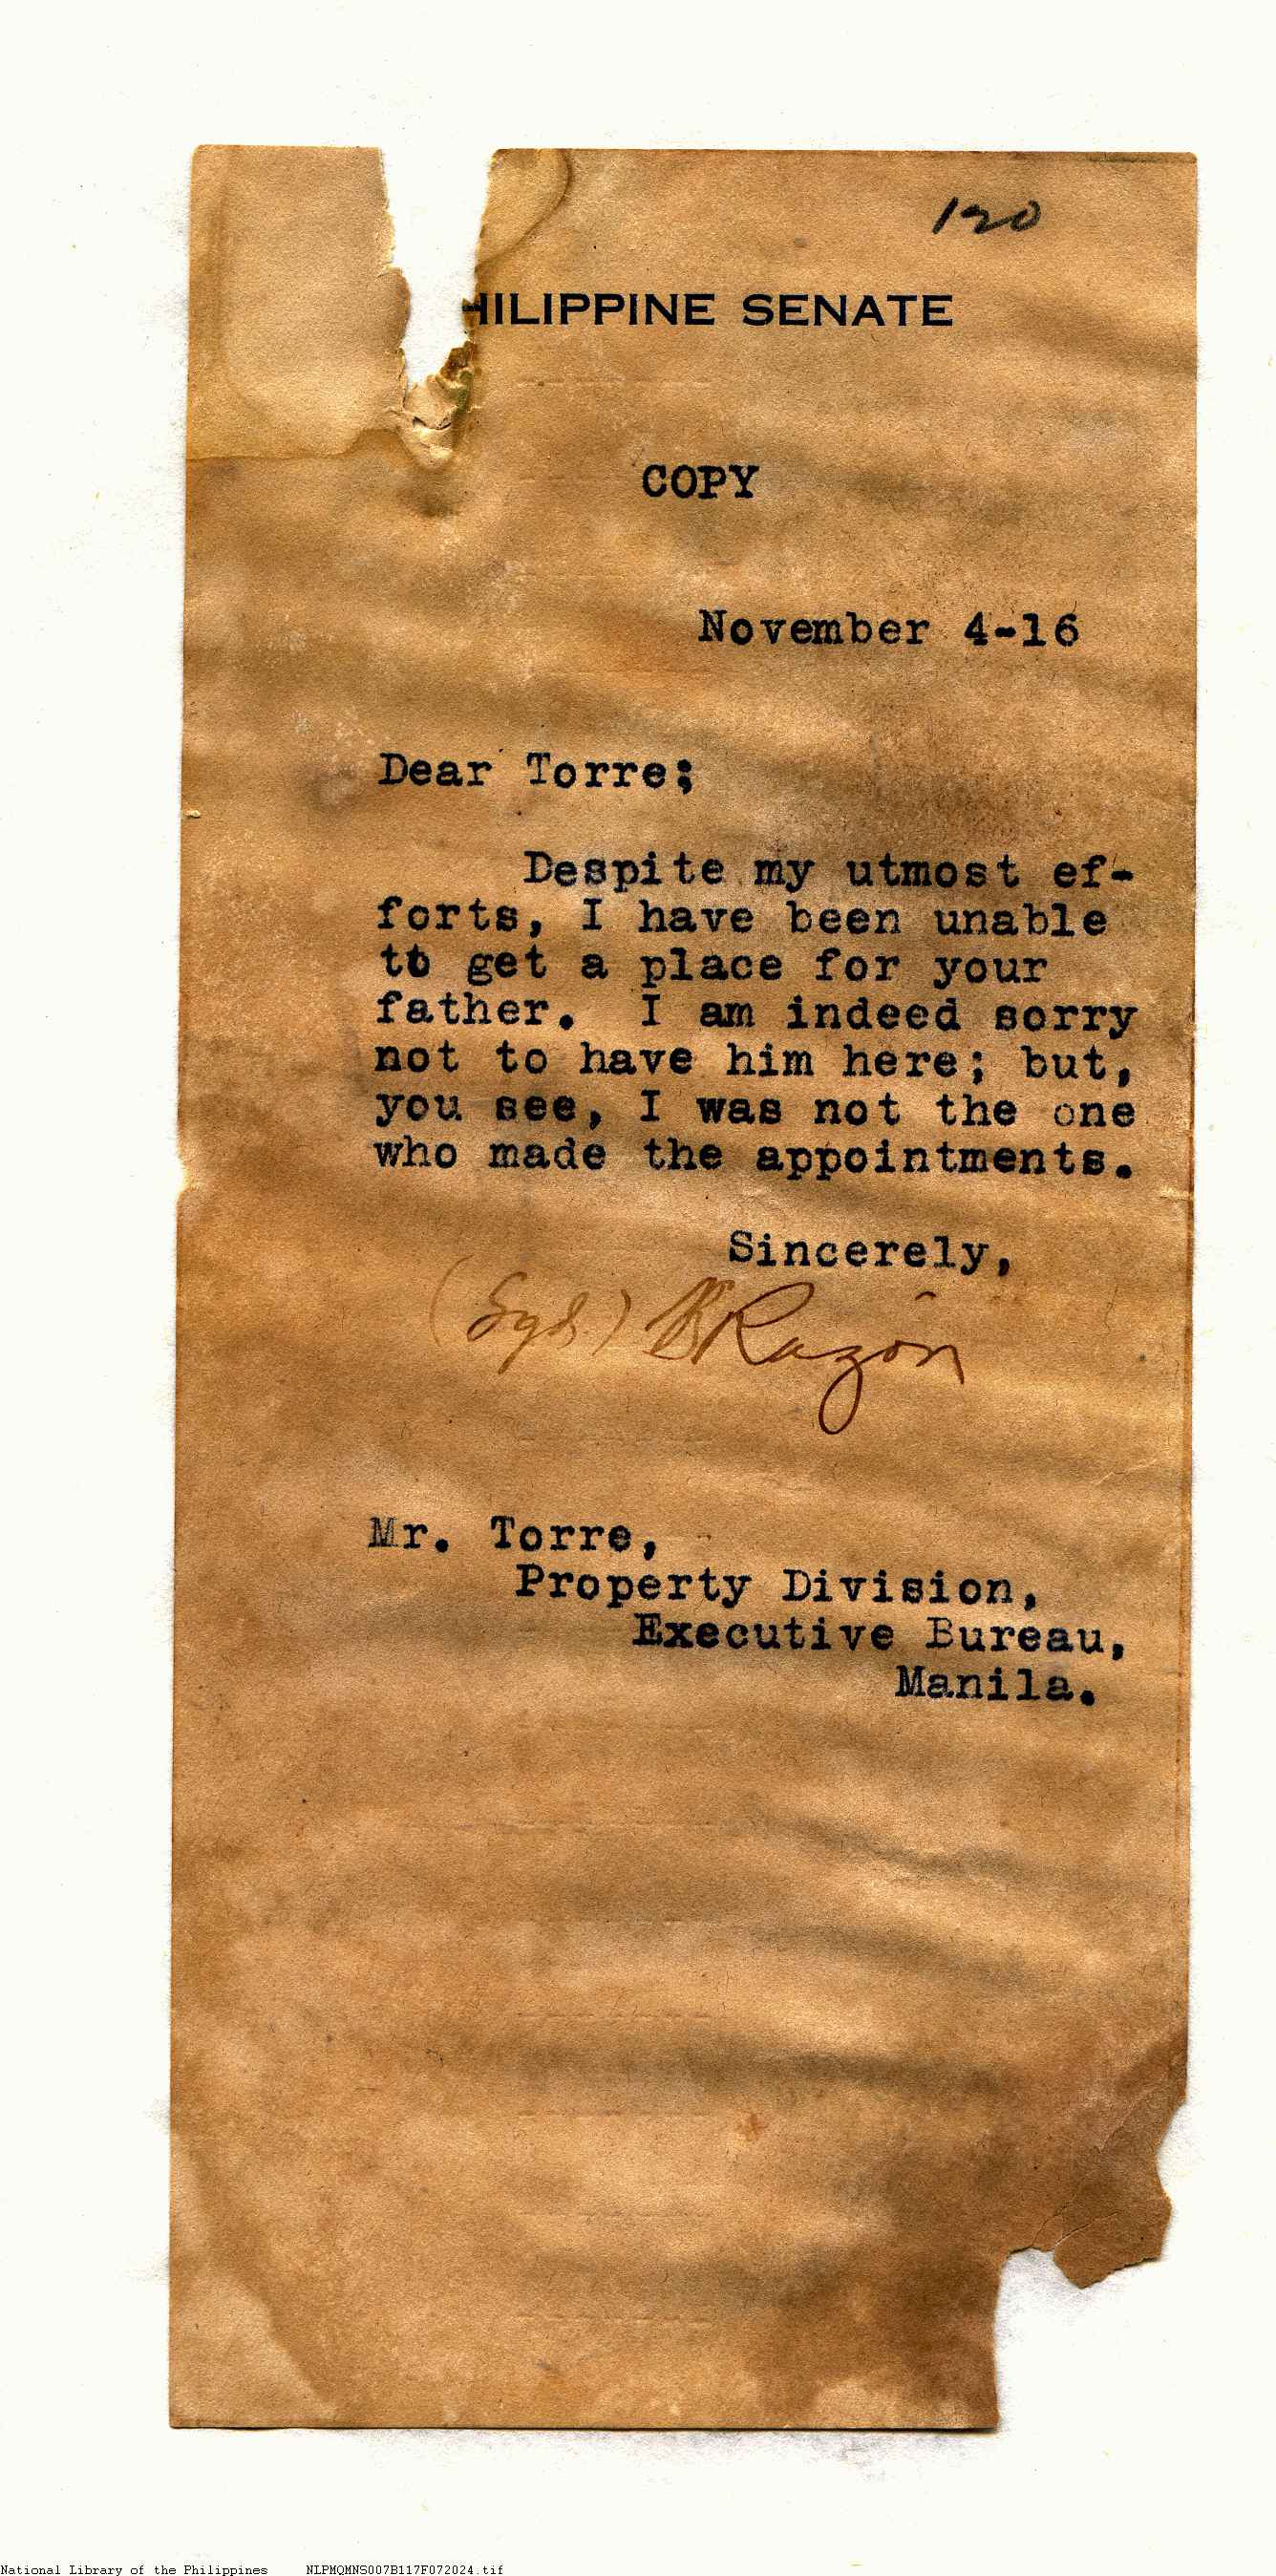 120
HILIPPINE SENATE
COPY
November 4-16
Dear Torre;
Despite my utmost ef-
forts, I have been unable
to get a place for your
father. I am indeed sorry
not to have him here; but,
you see, I was not the one
who made the appointments.
Sincerely,
(Sgd.) Razón
Mr. Torre,
Property Division,
Executive Bureau,
Manila.
National Library of the Philippines NLPMQMNS007B117F072024.tif